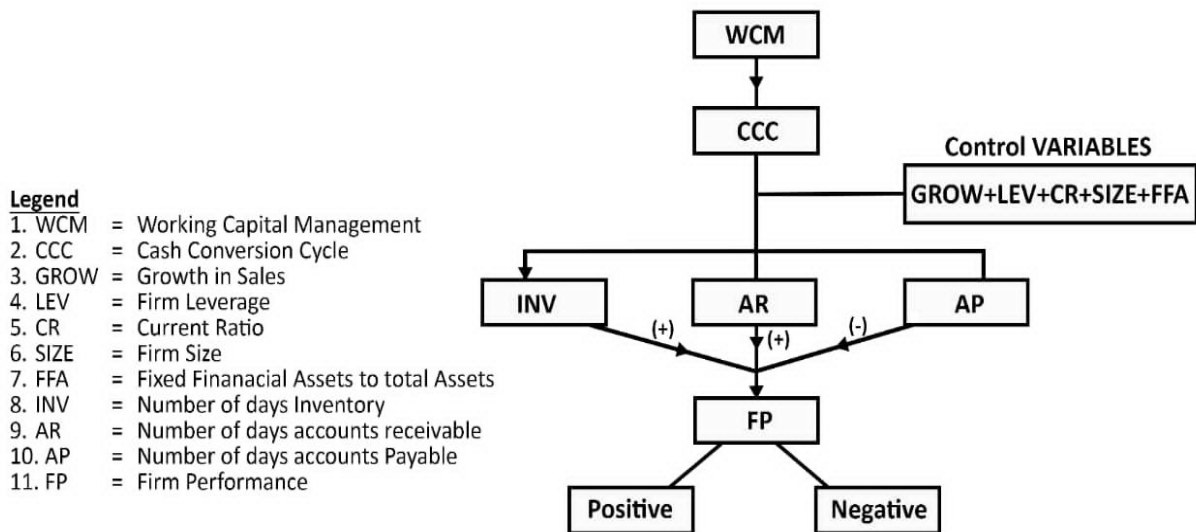 WCM
CCC
Control VARIABLES
GROW+LEV+CR+SIZE+FFA
Legend
1. WCM = Working Capital Management
2. CCC = Cash Conversion Cycle
3. GROW = Growth in Sales
4. LEV = Firm Leverage
5. CR = Current Ratio
6. SIZE = Firm Size
7. FFA = Fixed Finanacial Assets to total Assets
8. INV = Number of days Inventory
9. AR = Number of days accounts receivable
10. AP = Number of days accounts Payable
11. FP = Firm Performance
INV AR AP
(+) (+) (-)
FP
Positive Negative